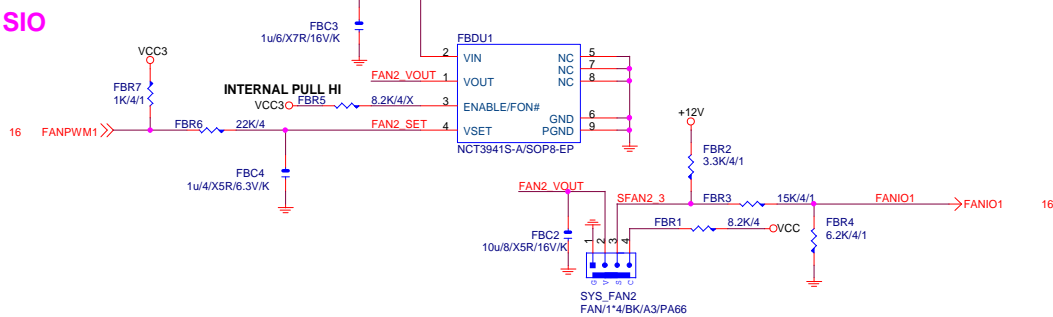 SIO
FBC3
1u/6/X7R/16V/K
FBDU1
VCC3
2 VIN NC 5
NC 7
FAN2_VOUT 1 VOUT NC 8
FBR7
1K/4/1
INTERNAL PULL HI
VCC3 FBR5 8.2K/4/X 3 ENABLE/FON#
GND 6
16 FANPWM1 FBR6 22K/4 FAN2_SET 4 VSET PGND 9
NCT3941S-A/SOP8-EP
+12V
FBR2
3.3K/4/1
FBC4
1u/4/X5R/6.3V/K
FAN2_VOUT
SFAN2_3 FBR3 15K/4/1 FANIO1 FANIO1 16
FBR1 8.2K/4 VCC
FBR4
6.2K/4/1
FBC2
10u/8/X5R/16V/K
1 2 3 4
G V S C
SYS_FAN2
FAN/1*4/BK/A3/PA66